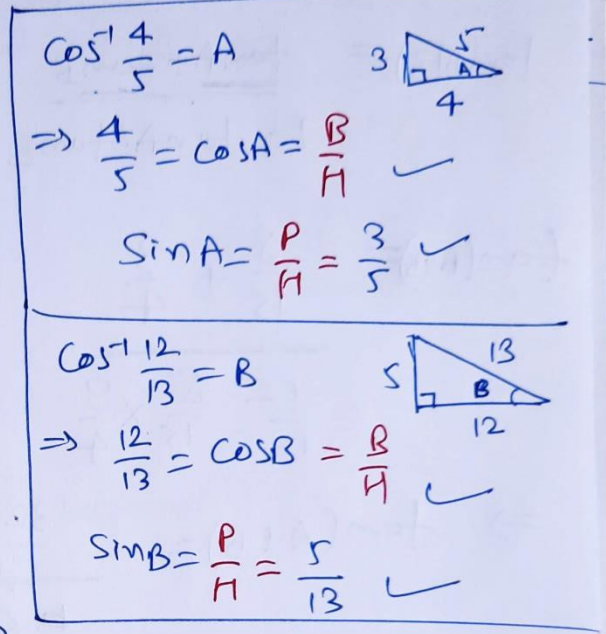 Cos⁻¹ 4/5 = A
3 5 A 4
⇒ 4/5 = cosA = B/H ✓
SinA = P/H = 3/5 ✓
Cos⁻¹ 12/13 = B
5 13 B 12
⇒ 12/13 = COSB = B/H ✓
SinB = P/H = 5/13 ✓